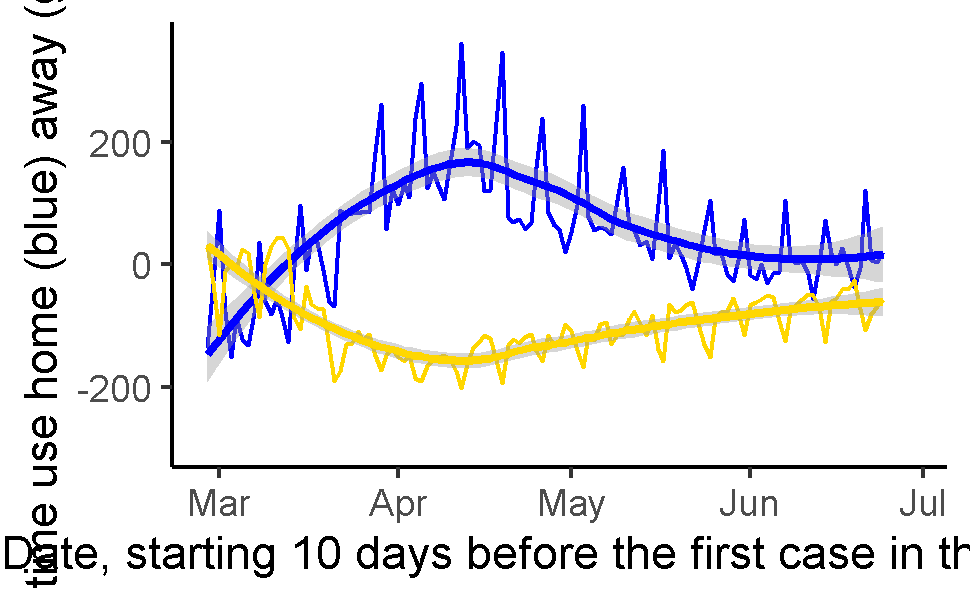 time use home (blue) away (
200
0
-200
Mar Apr May Jun Jul
Date, starting 10 days before the first case in th